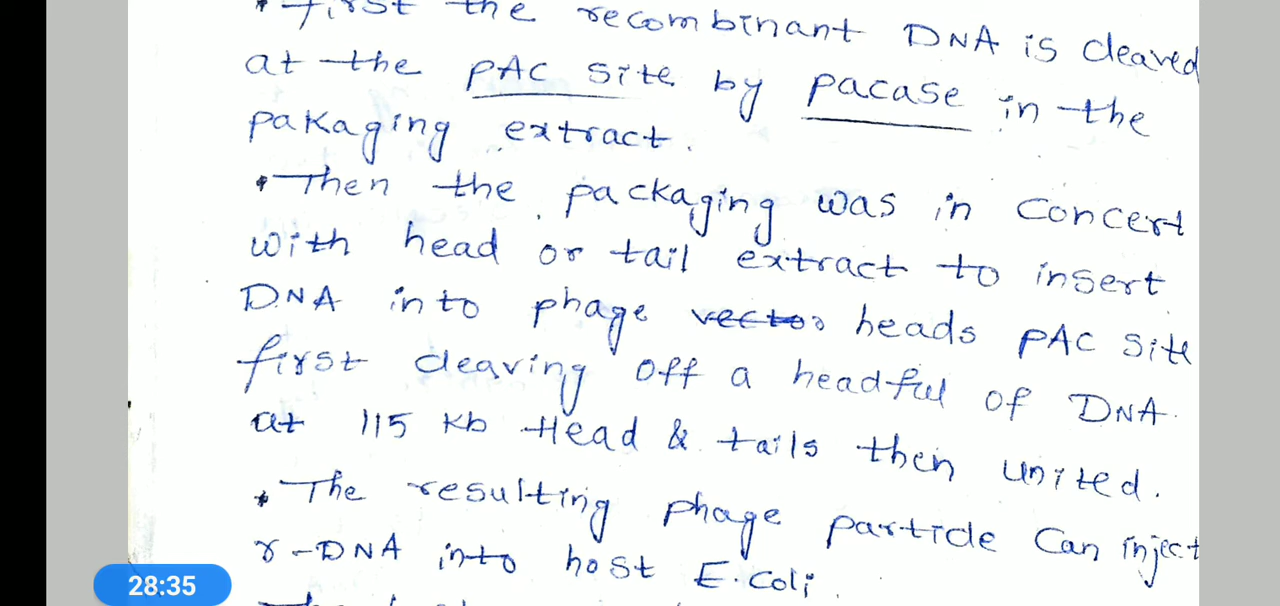 • First the recombinant DNA is cleaved
at the PAC site by pacase in the
pakaging extract.
• Then the packaging was in concert
with head or tail extract to insert
DNA into phage vector heads PAC site
first cleaving off a headful of DNA.
at 115 Kb Head & tails then united.
• The resulting phage particle can inject
r-DNA into host E.coli.
28:35